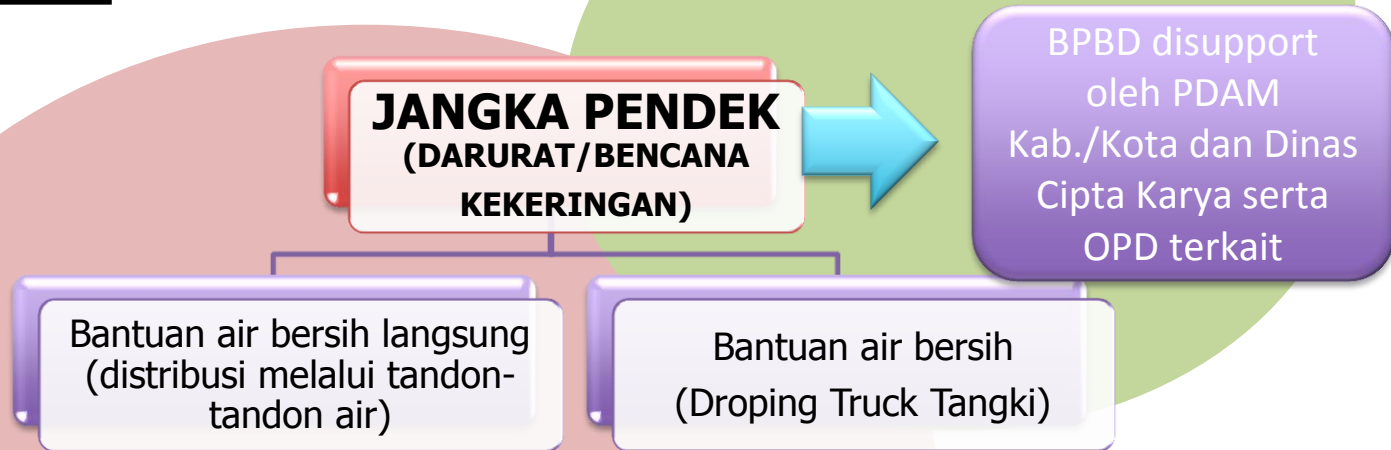 JANGKA PENDEK
(DARURAT/BENCANA
KEKERINGAN)
BPBD disupport
oleh PDAM
Kab./Kota dan Dinas
Cipta Karya serta
OPD terkait
Bantuan air bersih langsung
(distribusi melalui tandon-
tandon air)
Bantuan air bersih
(Droping Truck Tangki)